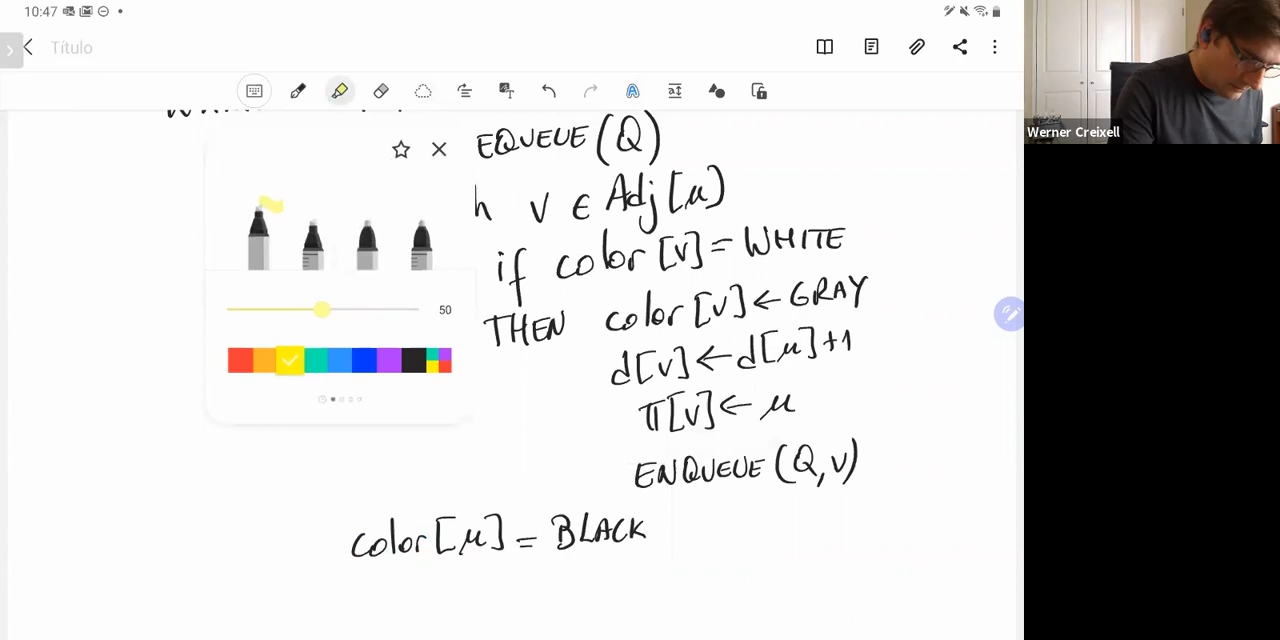 10:47
Título
EQUEUE(Q)
h v ∈ Adj[u]
if color[v] = WHITE
THEN color[v] ← GRAY
d[v] ← d[u]+1
π[v] ← u
ENQUEUE(Q,v)
color[u] = BLACK
50
Werner Creixell